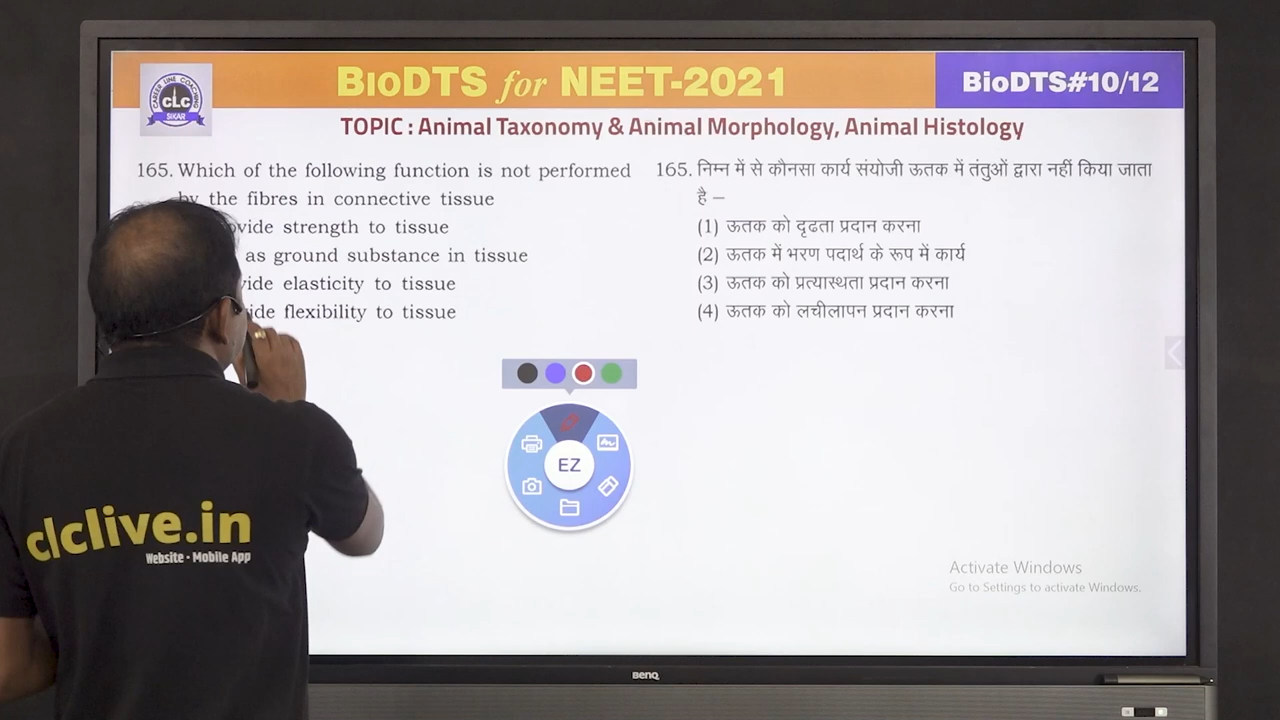 BIODTS for NEET-2021
BioDTS#10/12
CAREER LINE COACHING
CLC
SIKAR
TOPIC : Animal Taxonomy & Animal Morphology, Animal Histology
165. Which of the following function is not performed
by the fibres in connective tissue
strength to tissue
as ground substance in tissue
elasticity to tissue
flexibility to tissue
165. निम्न में से कौनसा कार्य संयोजी ऊतक में तंतुओं द्वारा नहीं किया जाता
है –
(1) ऊतक को दृढता प्रदान करना
(2) ऊतक में भरण पदार्थ के रूप में कार्य
(3) ऊतक को प्रत्यास्थता प्रदान करना
(4) ऊतक को लचीलापन प्रदान करना
EZ
clclive.in
Website - Mobile App
Activate Windows
Go to Settings to activate Windows.
BenQ